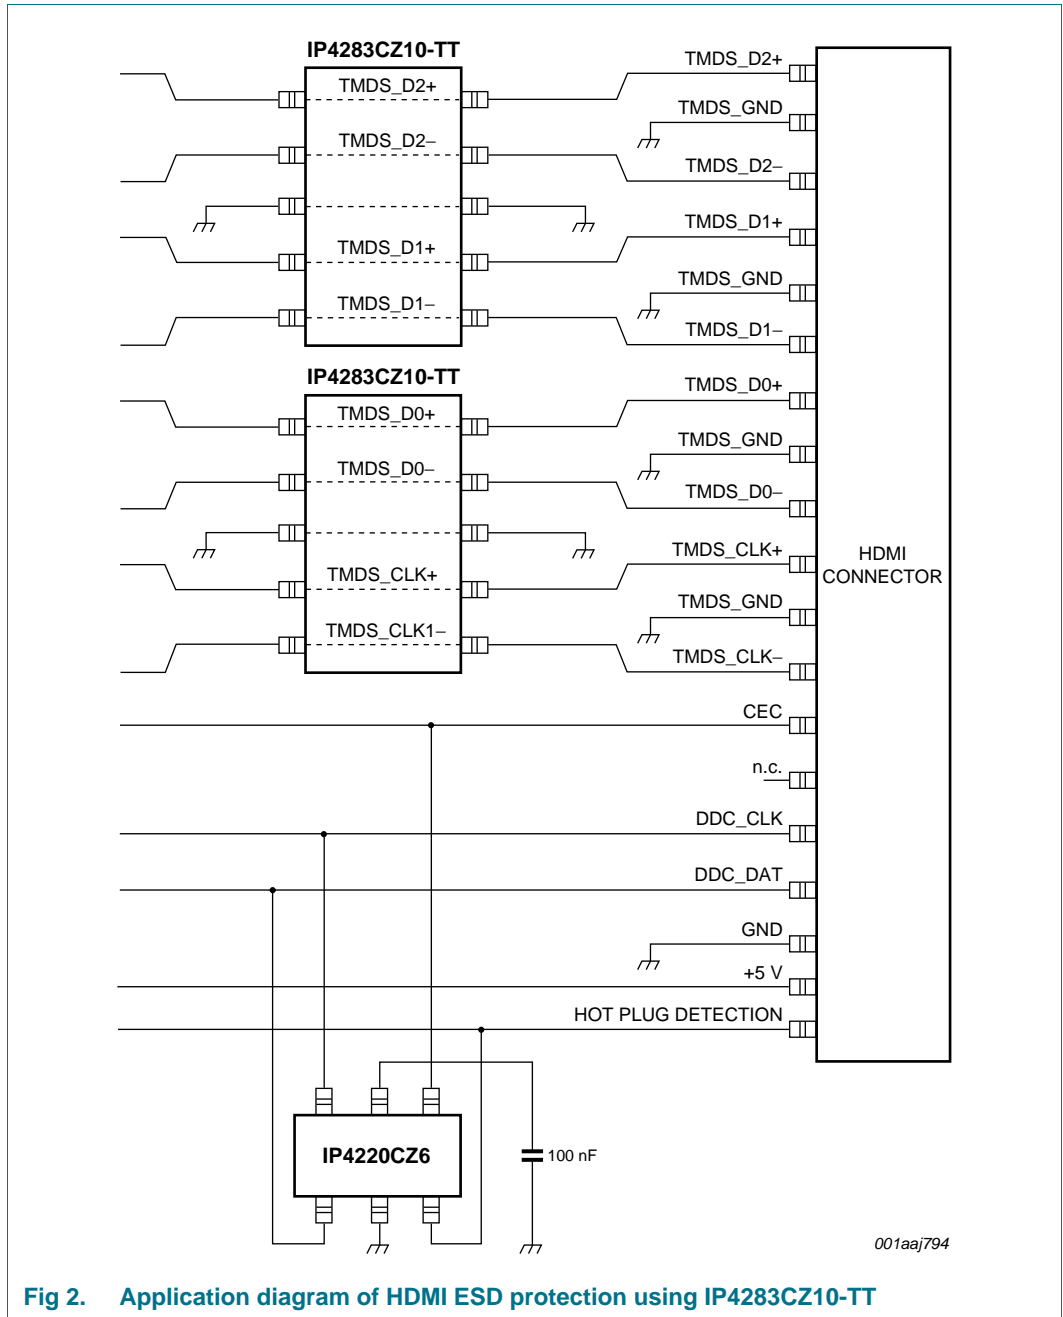 IP4283CZ10-TT
TMDS_D2+
TMDS_D2−
TMDS_D1+
TMDS_D1−
IP4283CZ10-TT
TMDS_D0+
TMDS_D0−
TMDS_CLK+
TMDS_CLK1−
TMDS_D2+
TMDS_GND
TMDS_D2−
TMDS_D1+
TMDS_GND
TMDS_D1−
TMDS_D0+
TMDS_GND
TMDS_D0−
TMDS_CLK+
TMDS_GND
TMDS_CLK−
CEC
n.c.
DDC_CLK
DDC_DAT
GND
+5 V
HOT PLUG DETECTION
HDMI
CONNECTOR
IP4220CZ6
100 nF
001aaj794
Fig 2. Application diagram of HDMI ESD protection using IP4283CZ10-TT